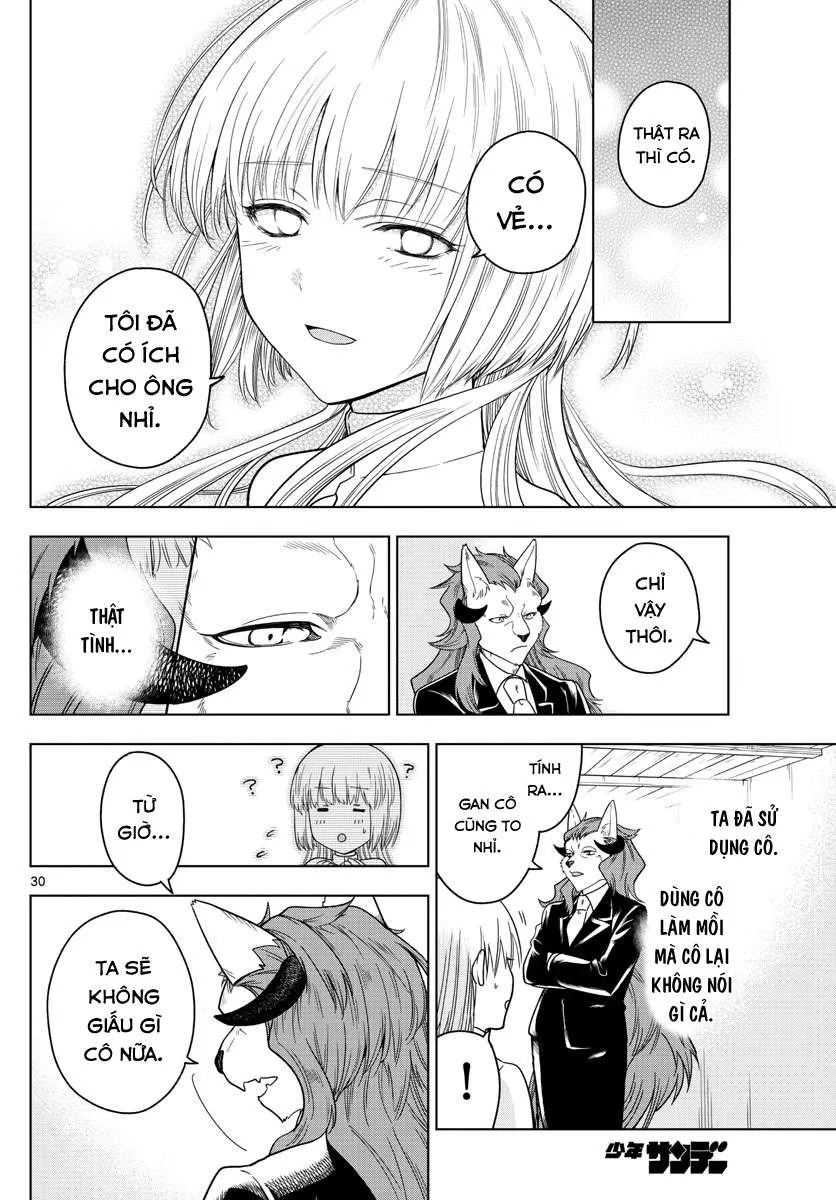 THẬT RA
THÌ CÓ.
CÓ
VẺ...
TÔI ĐÃ
CÓ ÍCH
CHO ÔNG
NHỈ.
CHỈ
VẬY
THÔI.
THẬT
TÌNH...
TA ĐÃ SỬ
DỤNG CÔ.
DÙNG CÔ
LÀM MỒI
MÀ CÔ LẠI
KHÔNG NÓI
GÌ CẢ.
TÍNH
RA...
GAN CÔ
CŨNG TO
NHỈ.
!
? ? ? ?
TỪ
GIỜ...
TA SẼ
KHÔNG
GIẤU GÌ
CÔ NỮA.
30
少年サンデー